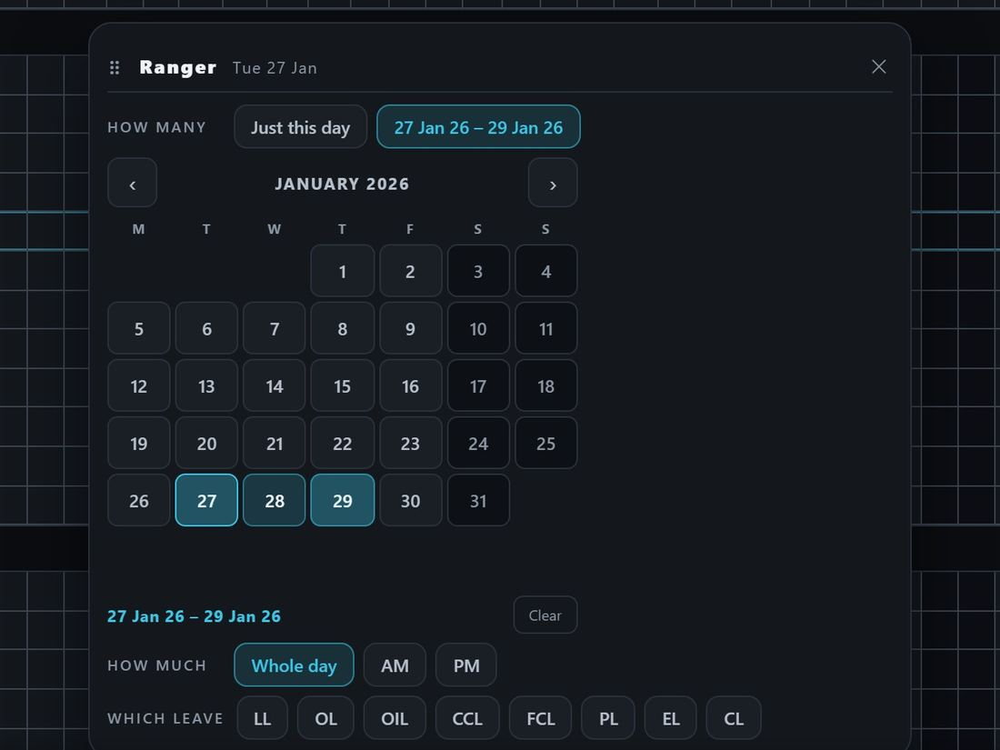 Ranger Tue 27 Jan
HOW MANY Just this day 27 Jan 26 – 29 Jan 26
‹ JANUARY 2026 ›
M T W T F S S
1 2 3 4
5 6 7 8 9 10 11
12 13 14 15 16 17 18
19 20 21 22 23 24 25
26 27 28 29 30 31
27 Jan 26 – 29 Jan 26 Clear
HOW MUCH Whole day AM PM
WHICH LEAVE LL OL OIL CCL FCL PL EL CL